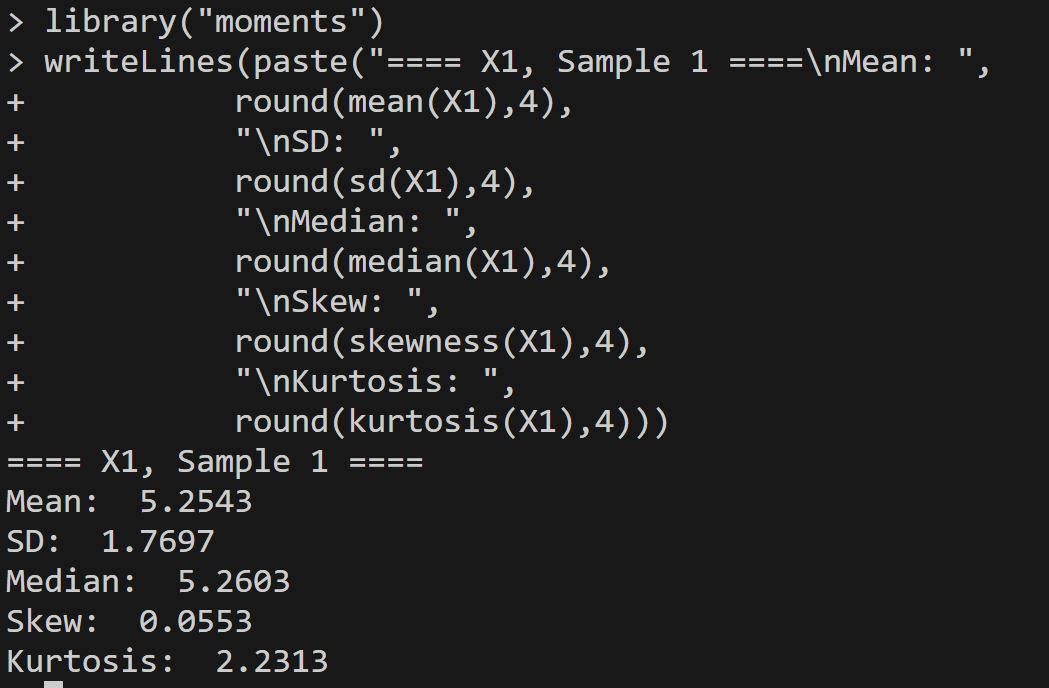 > library("moments")
> writeLines(paste("==== X1, Sample 1 ====\nMean: ",
+           round(mean(X1),4),
+           "\nSD: ",
+           round(sd(X1),4),
+           "\nMedian: ",
+           round(median(X1),4),
+           "\nSkew: ",
+           round(skewness(X1),4),
+           "\nKurtosis: ",
+           round(kurtosis(X1),4)))
==== X1, Sample 1 ====
Mean:  5.2543
SD:  1.7697
Median:  5.2603
Skew:  0.0553
Kurtosis:  2.2313